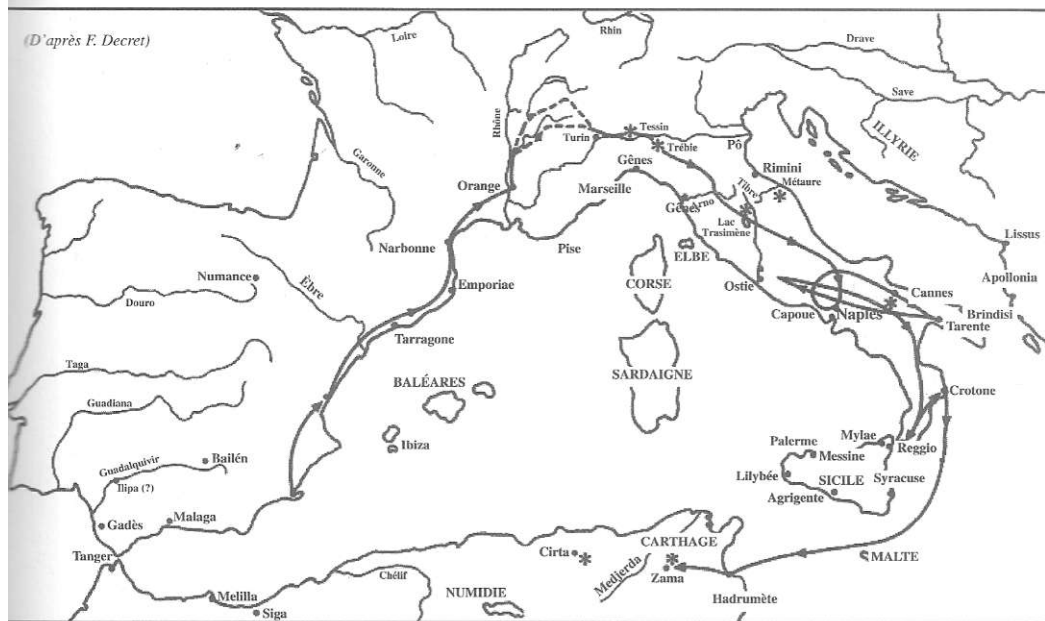 (D'après F. Decret)
Loire
Rhin
Drave
Save
ILLYRIE
Rhône
Garonne
Turin
Tessin
Trébie
Pô
Gênes
Rimini
Métaure
Tibre
Orange
Marseille
Gênes
Arno
Lac
Trasimène
Lissus
Narbonne
Pise
ELBE
Apollonia
Numance
Èbre
Emporiae
CORSE
Ostie
Cannes
Douro
Capoue
Naples
Brindisi
Tarente
Tarragone
Taga
BALÉARES
SARDAIGNE
Guadiana
Crotone
Ibiza
Palerme
Mylae
Reggio
Messine
Guadalquivir
Bailén
Ilipa (?)
Lilybée
SICILE
Syracuse
Agrigente
Gadès
Malaga
Tanger
Cirta
CARTHAGE
Medjerda
Zama
MALTE
Chélif
Melilla
Siga
NUMIDIE
Hadrumète